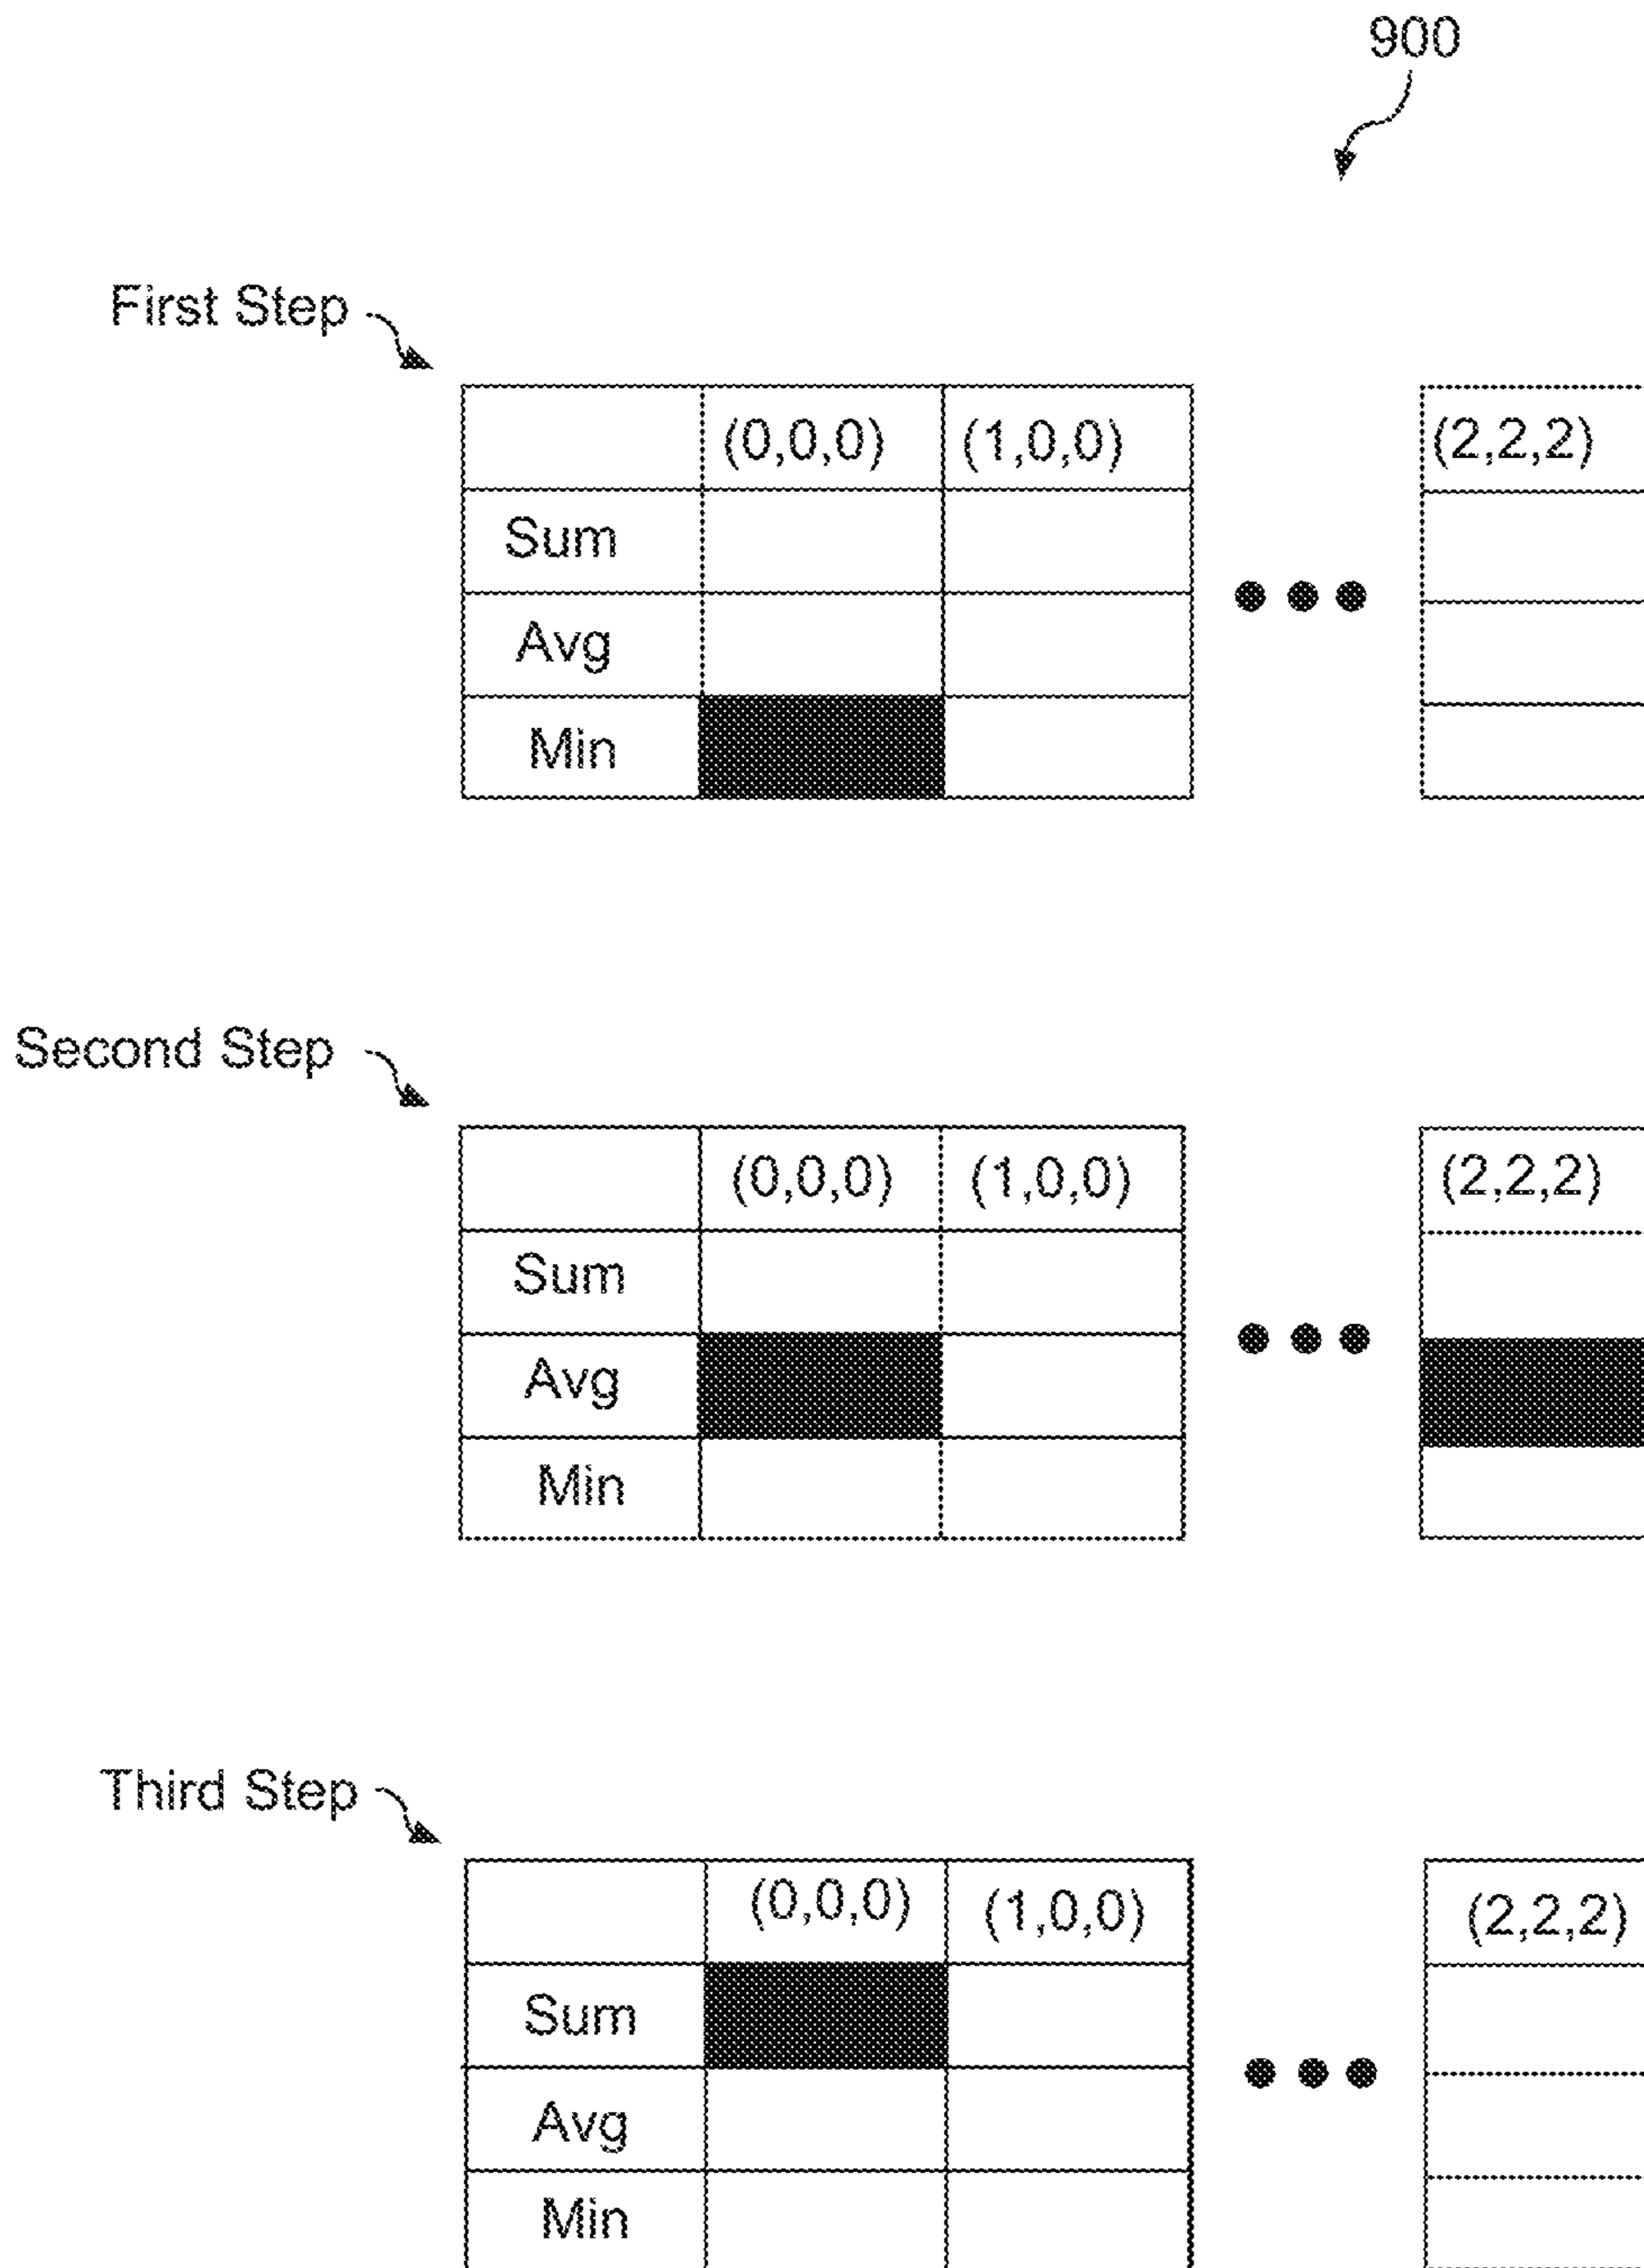 900
First Step
(0,0,0) (1,0,0) (2,2,2)
Sum
Avg
Min
Second Step
(0,0,0) (1,0,0) (2,2,2)
Sum
Avg
Min
Third Step
(0,0,0) (1,0,0) (2,2,2)
Sum
Avg
Min